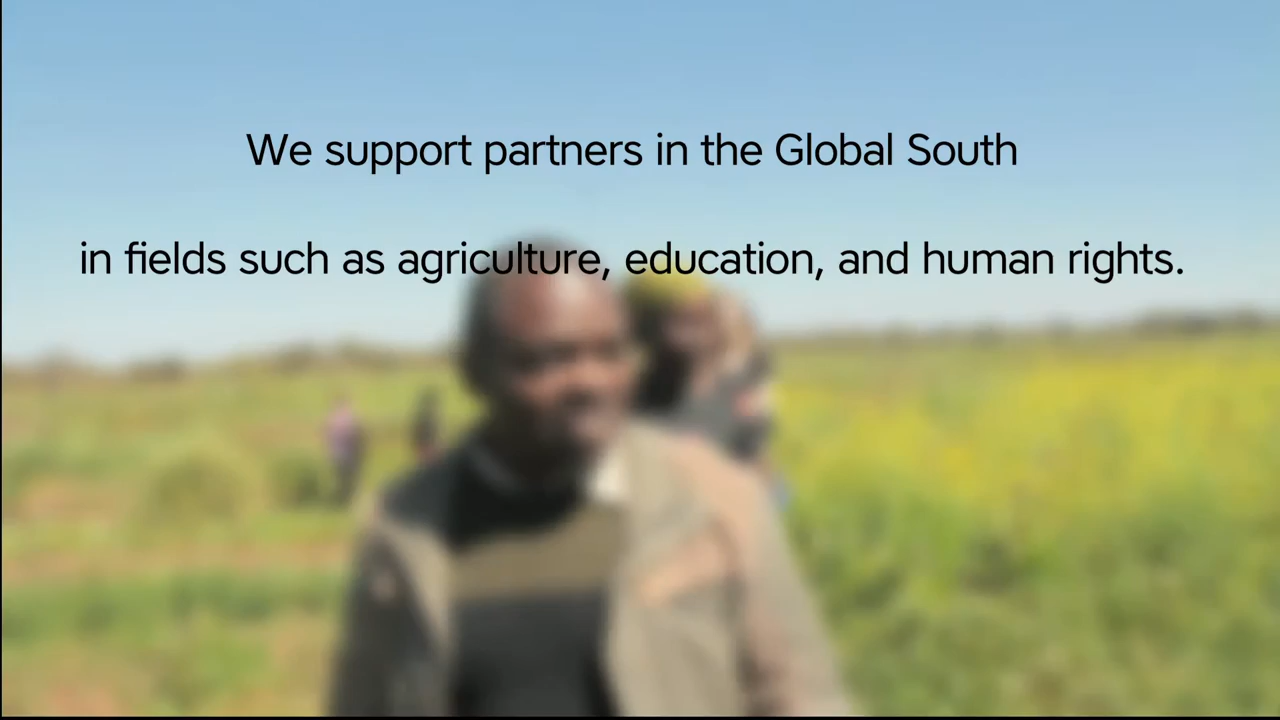 We support partners in the Global South
in fields such as agriculture, education, and human rights.